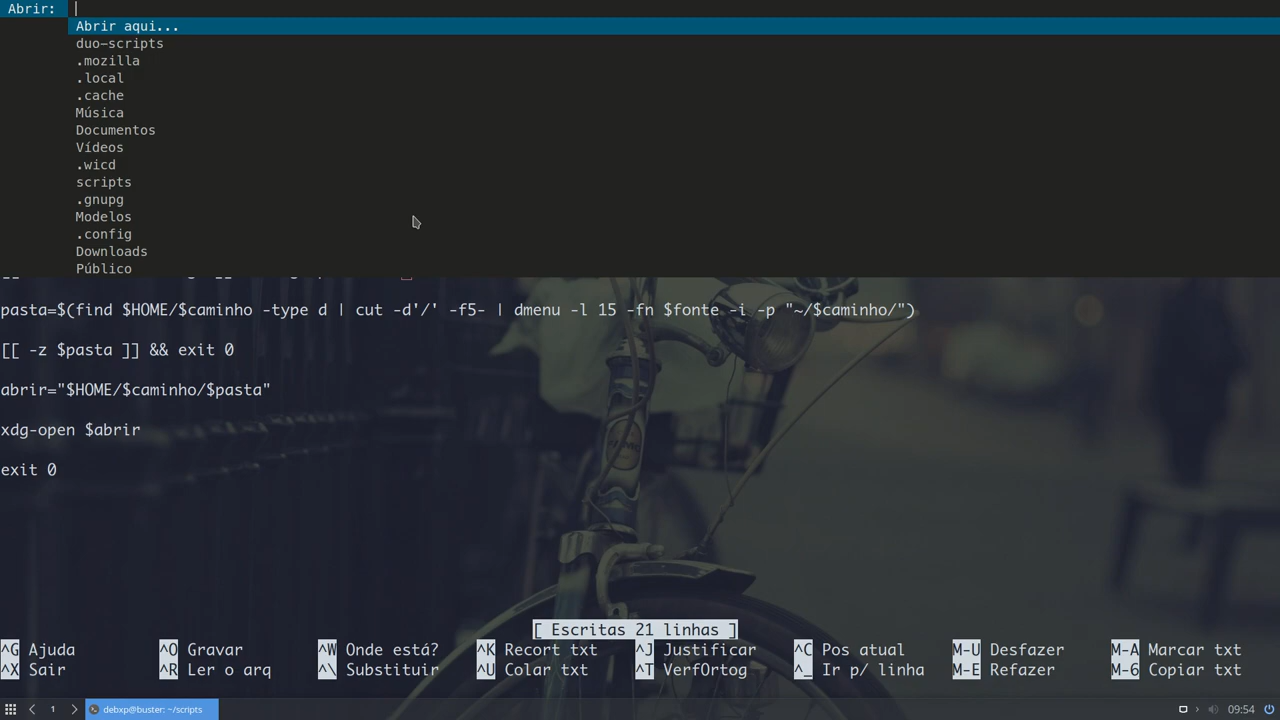 Abrir:
Abrir aqui...
duo-scripts
.mozilla
.local
.cache
Música
Documentos
Vídeos
.wicd
scripts
.gnupg
Modelos
.config
Downloads
Público
pasta=$(find $HOME/$caminho -type d | cut -d'/' -f5- | dmenu -l 15 -fn $fonte -i -p "~/$caminho/")
[[ -z $pasta ]] && exit 0
abrir="$HOME/$caminho/$pasta"
xdg-open $abrir
exit 0
[ Escritas 21 linhas ]
^G Ajuda ^O Gravar ^W Onde está? ^K Recort txt ^J Justificar ^C Pos atual M-U Desfazer M-A Marcar txt
^X Sair ^R Ler o arq ^\ Substituir ^U Colar txt ^T VerfOrtog ^_ Ir p/ linha M-E Refazer M-6 Copiar txt
1 debxp@buster: ~/scripts 09:54